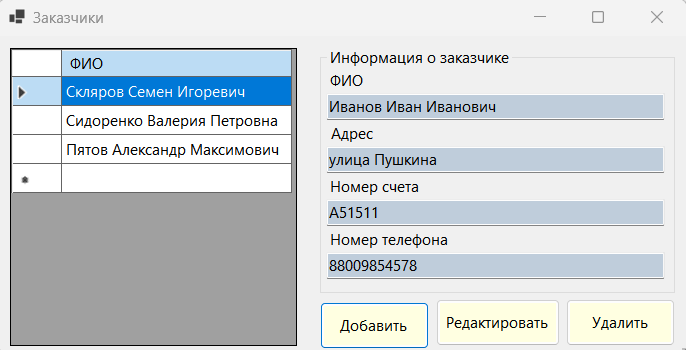 Заказчики
ФИО
Скляров Семен Игоревич
Сидоренко Валерия Петровна
Пятов Александр Максимович
Информация о заказчике
ФИО
Иванов Иван Иванович
Адрес
улица Пушкина
Номер счета
А51511
Номер телефона
88009854578
Добавить
Редактировать
Удалить